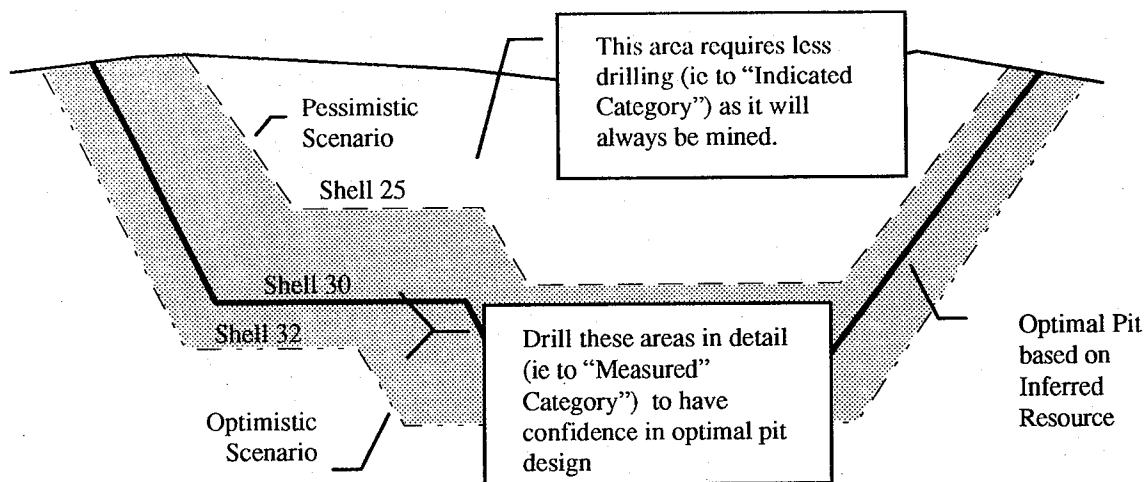 This area requires less
drilling (ie to “Indicated
Category”) as it will
always be mined.
Pessimistic
Scenario
Shell 25
Shell 30
Shell 32
Drill these areas in detail
(ie to “Measured”
Category”) to have
confidence in optimal pit
design
Optimal Pit
based on
Inferred
Resource
Optimistic
Scenario